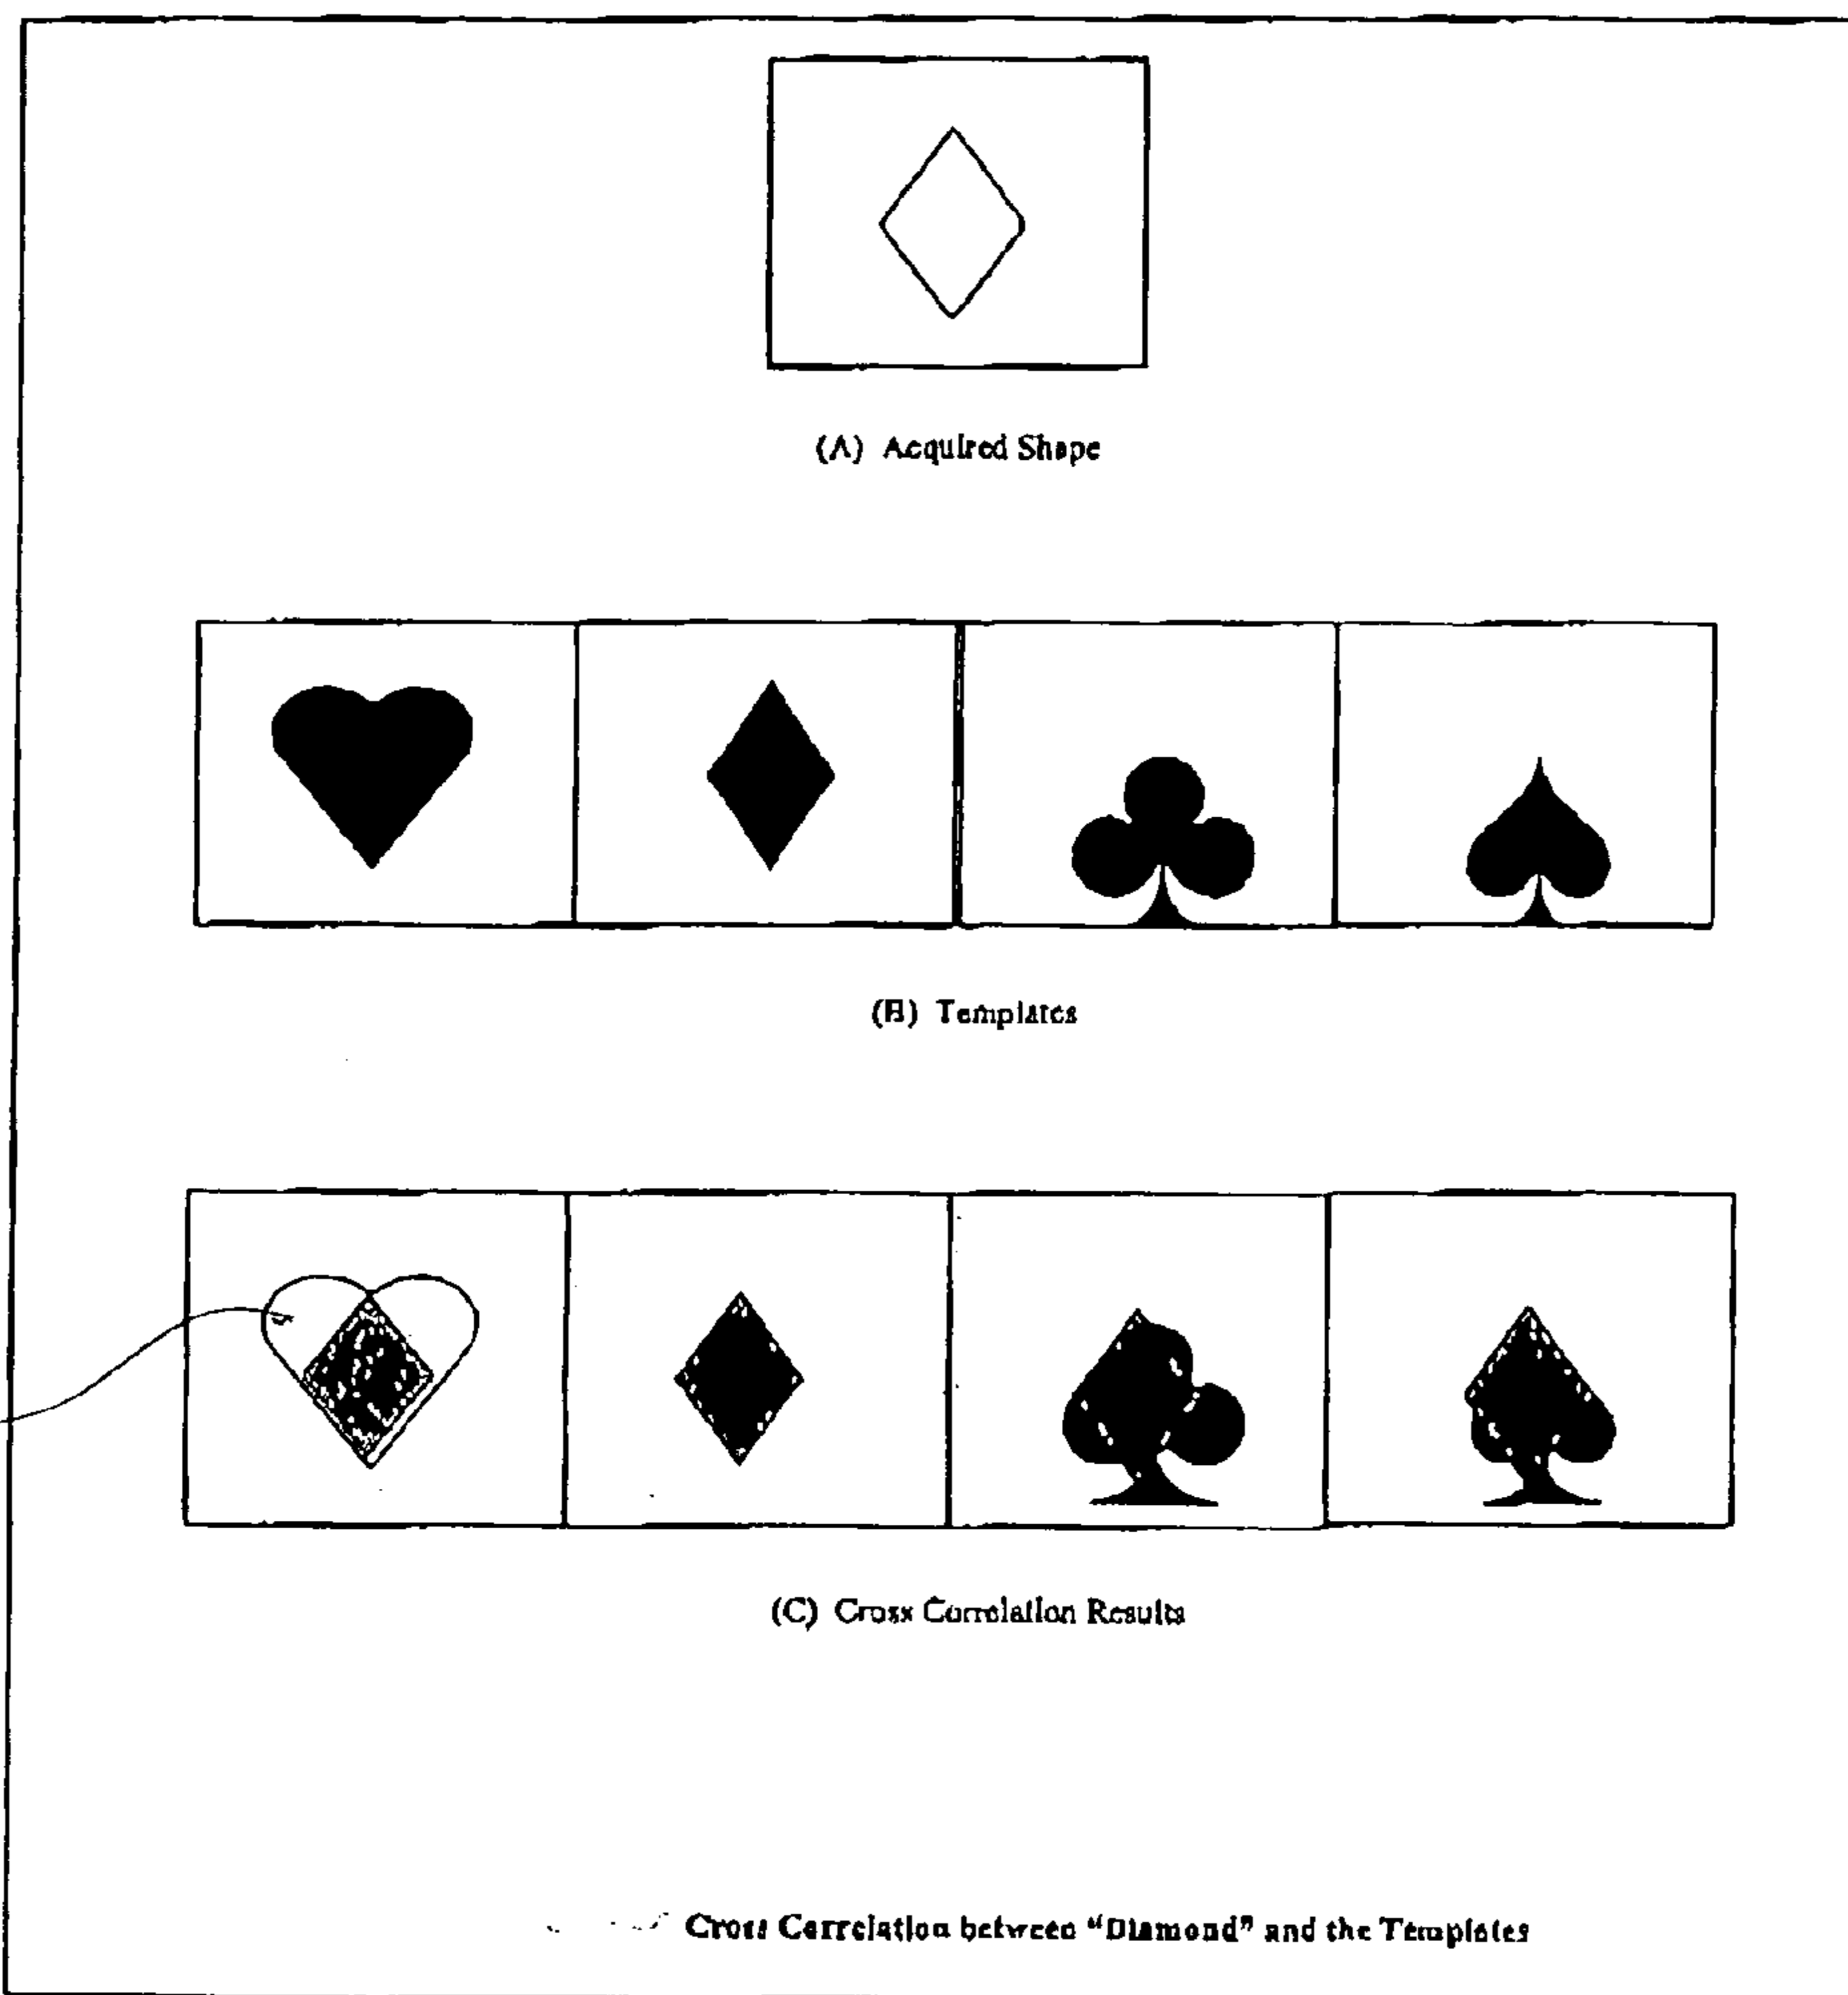 (A) Acquired Shape
(B) Templates
(C) Cross Correlation Results
Cross Correlation between "Diamond" and the Templates